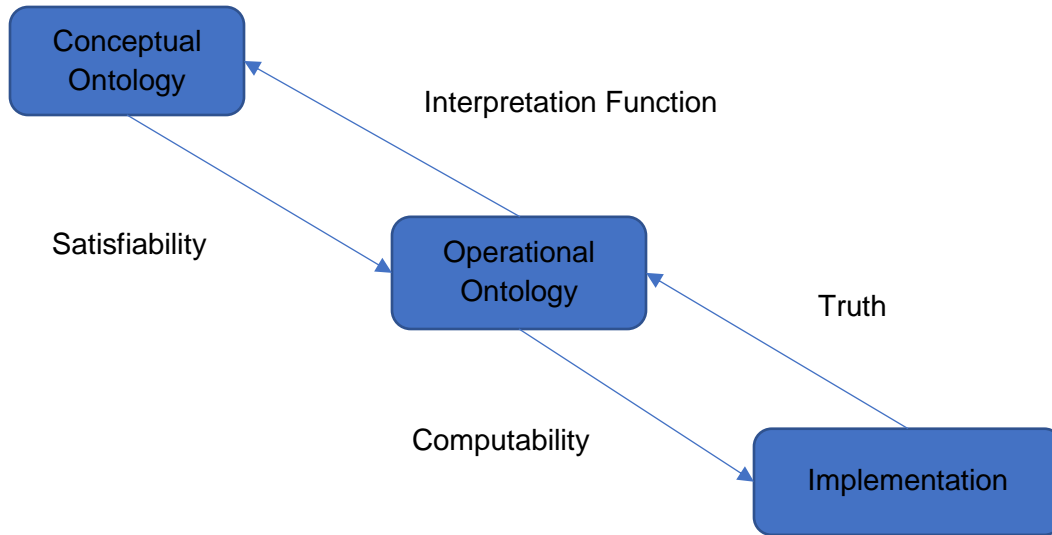 Conceptual
Ontology
Interpretation Function
Satisfiability
Operational
Ontology
Truth
Computability
Implementation